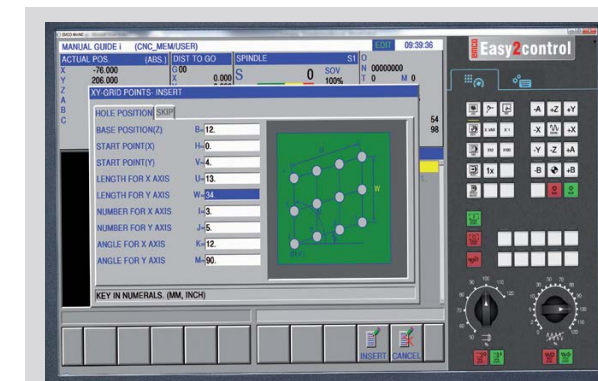 MANUAL GUIDE i (CNC_MEM/USER) EDIT 09:39:36
ACTUAL POS. (ABS.) DIST TO GO SPINDLE S1 O
X -76.000 G00 S 0 SOV N 00000000
Y 206.000 X 0.000 100% T 0 M 0
Z
A
B
C
54
98
XY-GRID POINTS- INSERT
HOLE POSITION SKIP
BASE POSITION(Z) B=12.
START POINT(X) H=0.
START POINT(Y) V=4.
LENGTH FOR X AXIS U=13.
LENGTH FOR Y AXIS W=34.
NUMBER FOR X AXIS I=3.
NUMBER FOR Y AXIS J=5.
ANGLE FOR X AXIS K=12.
ANGLE FOR Y AXIS M=90.
U
W
KEY IN NUMERALS. (MM, INCH)
INSERT CANCEL
Easy2control
-A +Z +Y
-X +X
-Y -Z +A
1x -B +B